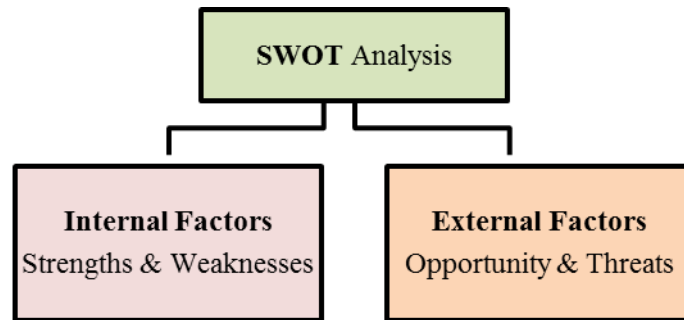 SWOT Analysis
Internal Factors
Strengths & Weaknesses
External Factors
Opportunity & Threats